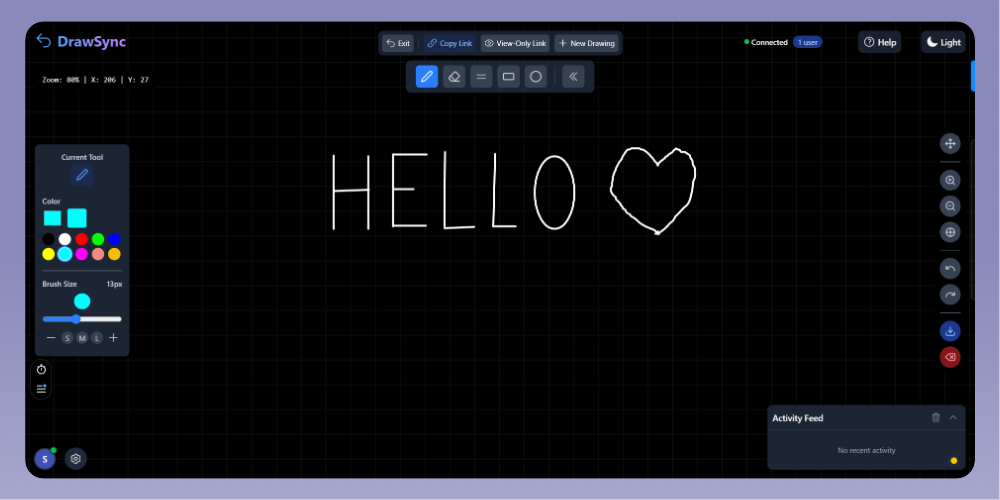 DrawSync
Exit Copy Link View-Only Link New Drawing
Connected 1 user
Help
Light
Zoom: 80% | X: 206 | Y: 27
HELLO
Current Tool
Color
Brush Size 13px
S M L
S
Activity Feed
No recent activity